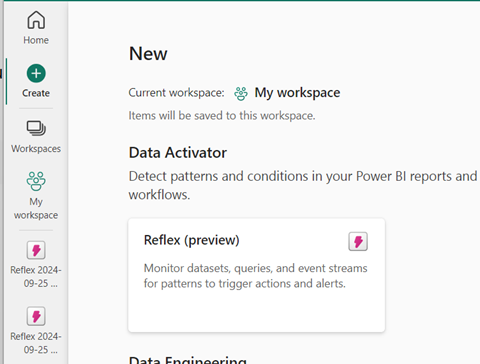 Home
Create
Workspaces
My
workspace
Reflex 2024-
09-25 ...
Reflex 2024-
09-25 ...
New
Current workspace: My workspace
Items will be saved to this workspace.
Data Activator
Detect patterns and conditions in your Power BI reports and
workflows.
Reflex (preview)
Monitor datasets, queries, and event streams
for patterns to trigger actions and alerts.
Data Engineering